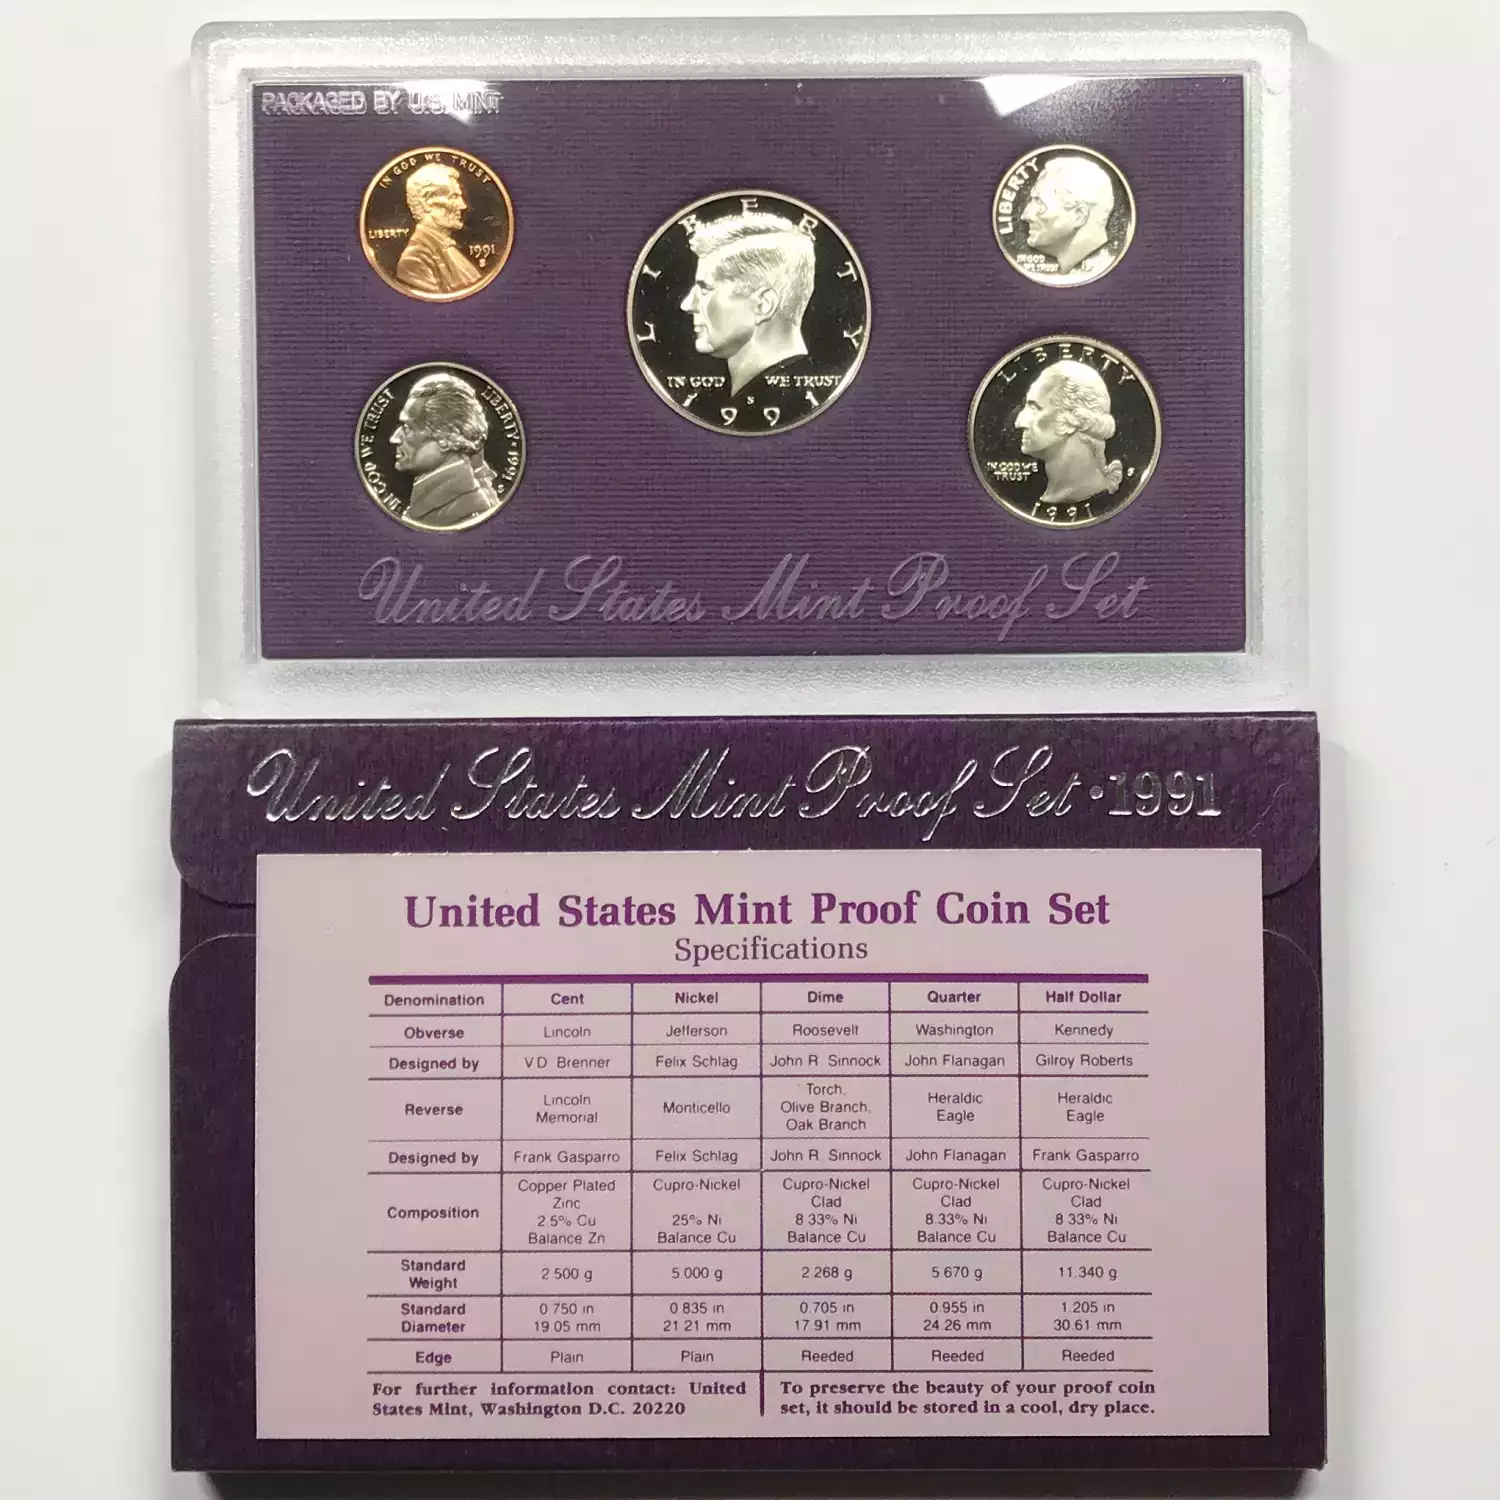 PACKAGED BY U.S. MINT
IN GOD WE TRUST
LIBERTY
1991
S
LIBERTY
IN GOD WE TRUST
S
1991
LIBERTY
IN GOD
WE TRUST
IN GOD WE TRUST
LIBERTY · 1991
S
LIBERTY
IN GOD WE
TRUST
S
1991
United States Mint Proof Set
United States Mint Proof Set · 1991
United States Mint Proof Coin Set
Specifications
Denomination Cent Nickel Dime Quarter Half Dollar
Obverse Lincoln Jefferson Roosevelt Washington Kennedy
Designed by V D Brenner Felix Schlag John R Sinnock John Flanagan Gilroy Roberts
Reverse Lincoln Memorial Monticello Torch, Olive Branch, Oak Branch Heraldic Eagle Heraldic Eagle
Designed by Frank Gasparro Felix Schlag John R Sinnock John Flanagan Frank Gasparro
Composition Copper Plated Zinc 2.5% Cu Balance Zn Cupro-Nickel 25% Ni Balance Cu Cupro-Nickel Clad 8.33% Ni Balance Cu Cupro-Nickel Clad 8.33% Ni Balance Cu Cupro-Nickel Clad 8.33% Ni Balance Cu
Standard Weight 2.500 g 5.000 g 2.268 g 5.670 g 11.340 g
Standard Diameter 0.750 in 19.05 mm 0.835 in 21.21 mm 0.705 in 17.91 mm 0.955 in 24.26 mm 1.205 in 30.61 mm
Edge Plain Plain Reeded Reeded Reeded
For further information contact: United
States Mint, Washington D.C. 20220
To preserve the beauty of your proof coin
set, it should be stored in a cool, dry place.